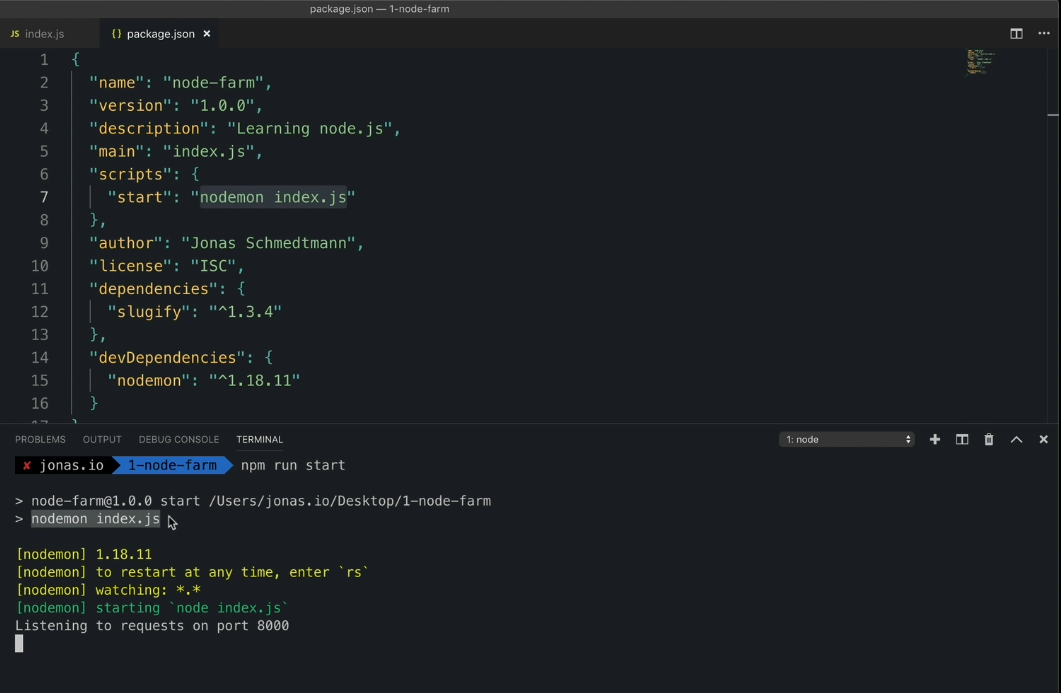 package.json — 1-node-farm
JS index.js
{} package.json ×
1 {
2 "name": "node-farm",
3 "version": "1.0.0",
4 "description": "Learning node.js",
5 "main": "index.js",
6 "scripts": {
7 "start": "nodemon index.js"
8 },
9 "author": "Jonas Schmedtmann",
10 "license": "ISC",
11 "dependencies": {
12 "slugify": "^1.3.4"
13 },
14 "devDependencies": {
15 "nodemon": "^1.18.11"
16 }
17 }
PROBLEMS OUTPUT DEBUG CONSOLE TERMINAL 1: node
✘ jonas.io 1-node-farm npm run start
> node-farm@1.0.0 start /Users/jonas.io/Desktop/1-node-farm
> nodemon index.js
[nodemon] 1.18.11
[nodemon] to restart at any time, enter `rs`
[nodemon] watching: *.*
[nodemon] starting `node index.js`
Listening to requests on port 8000